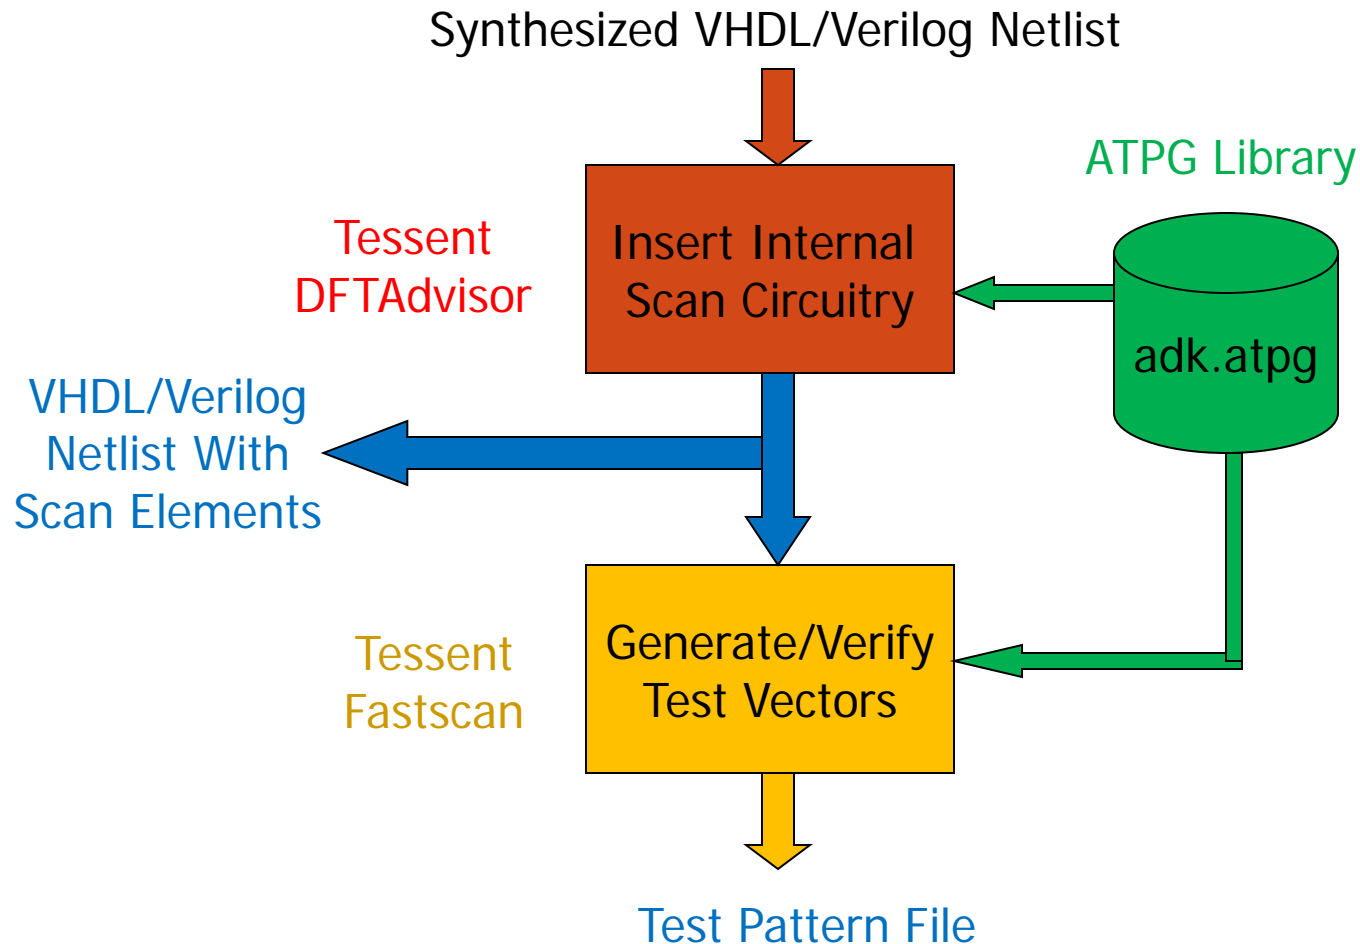 Synthesized VHDL/Verilog Netlist
ATPG Library
Tessent
DFTAdvisor
Insert Internal
Scan Circuitry
adk.atpg
VHDL/Verilog
Netlist With
Scan Elements
Tessent
Fastscan
Generate/Verify
Test Vectors
Test Pattern File